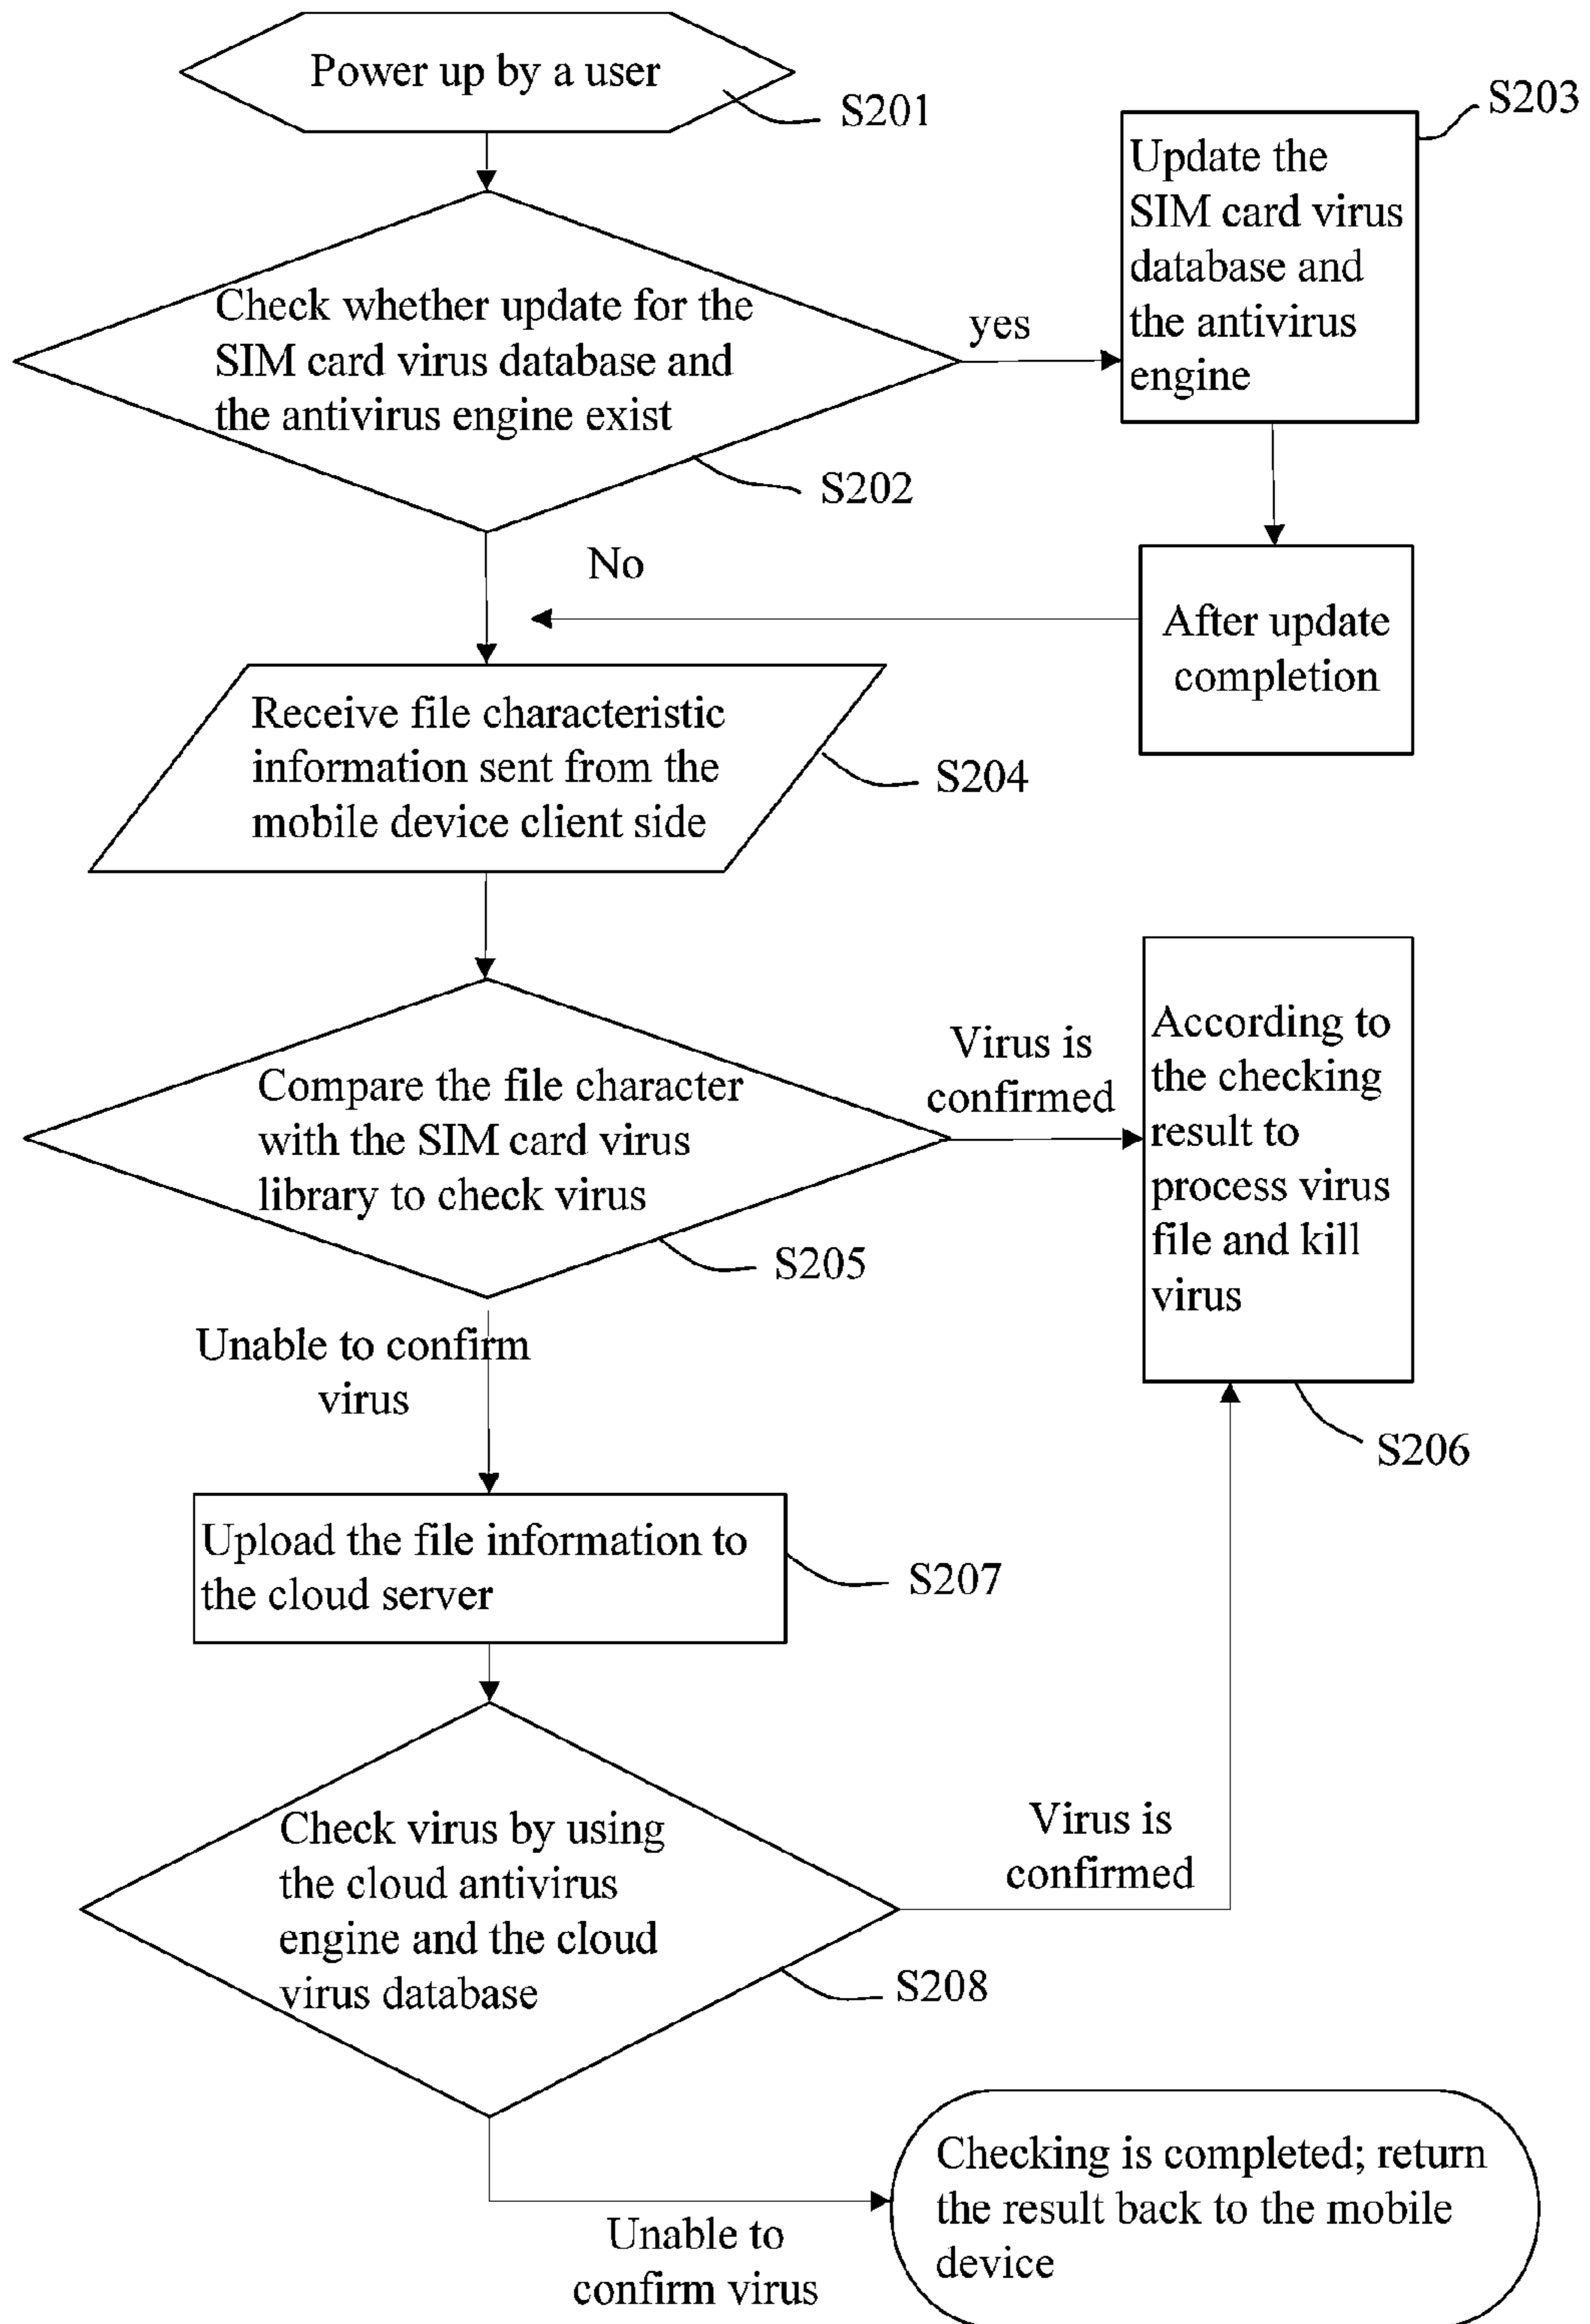 Power up by a user
S201
S203
Update the
SIM card virus
database and
the antivirus
engine
Check whether update for the
SIM card virus database and
the antivirus engine exist
yes
S202
No
After update
completion
Receive file characteristic
information sent from the
mobile device client side
S204
Compare the file character
with the SIM card virus
library to check virus
Virus is
confirmed
According to
the checking
result to
process virus
file and kill
virus
S205
Unable to confirm
virus
S206
Upload the file information to
the cloud server
S207
Check virus by using
the cloud antivirus
engine and the cloud
virus database
Virus is
confirmed
S208
Checking is completed; return
the result back to the mobile
device
Unable to
confirm virus